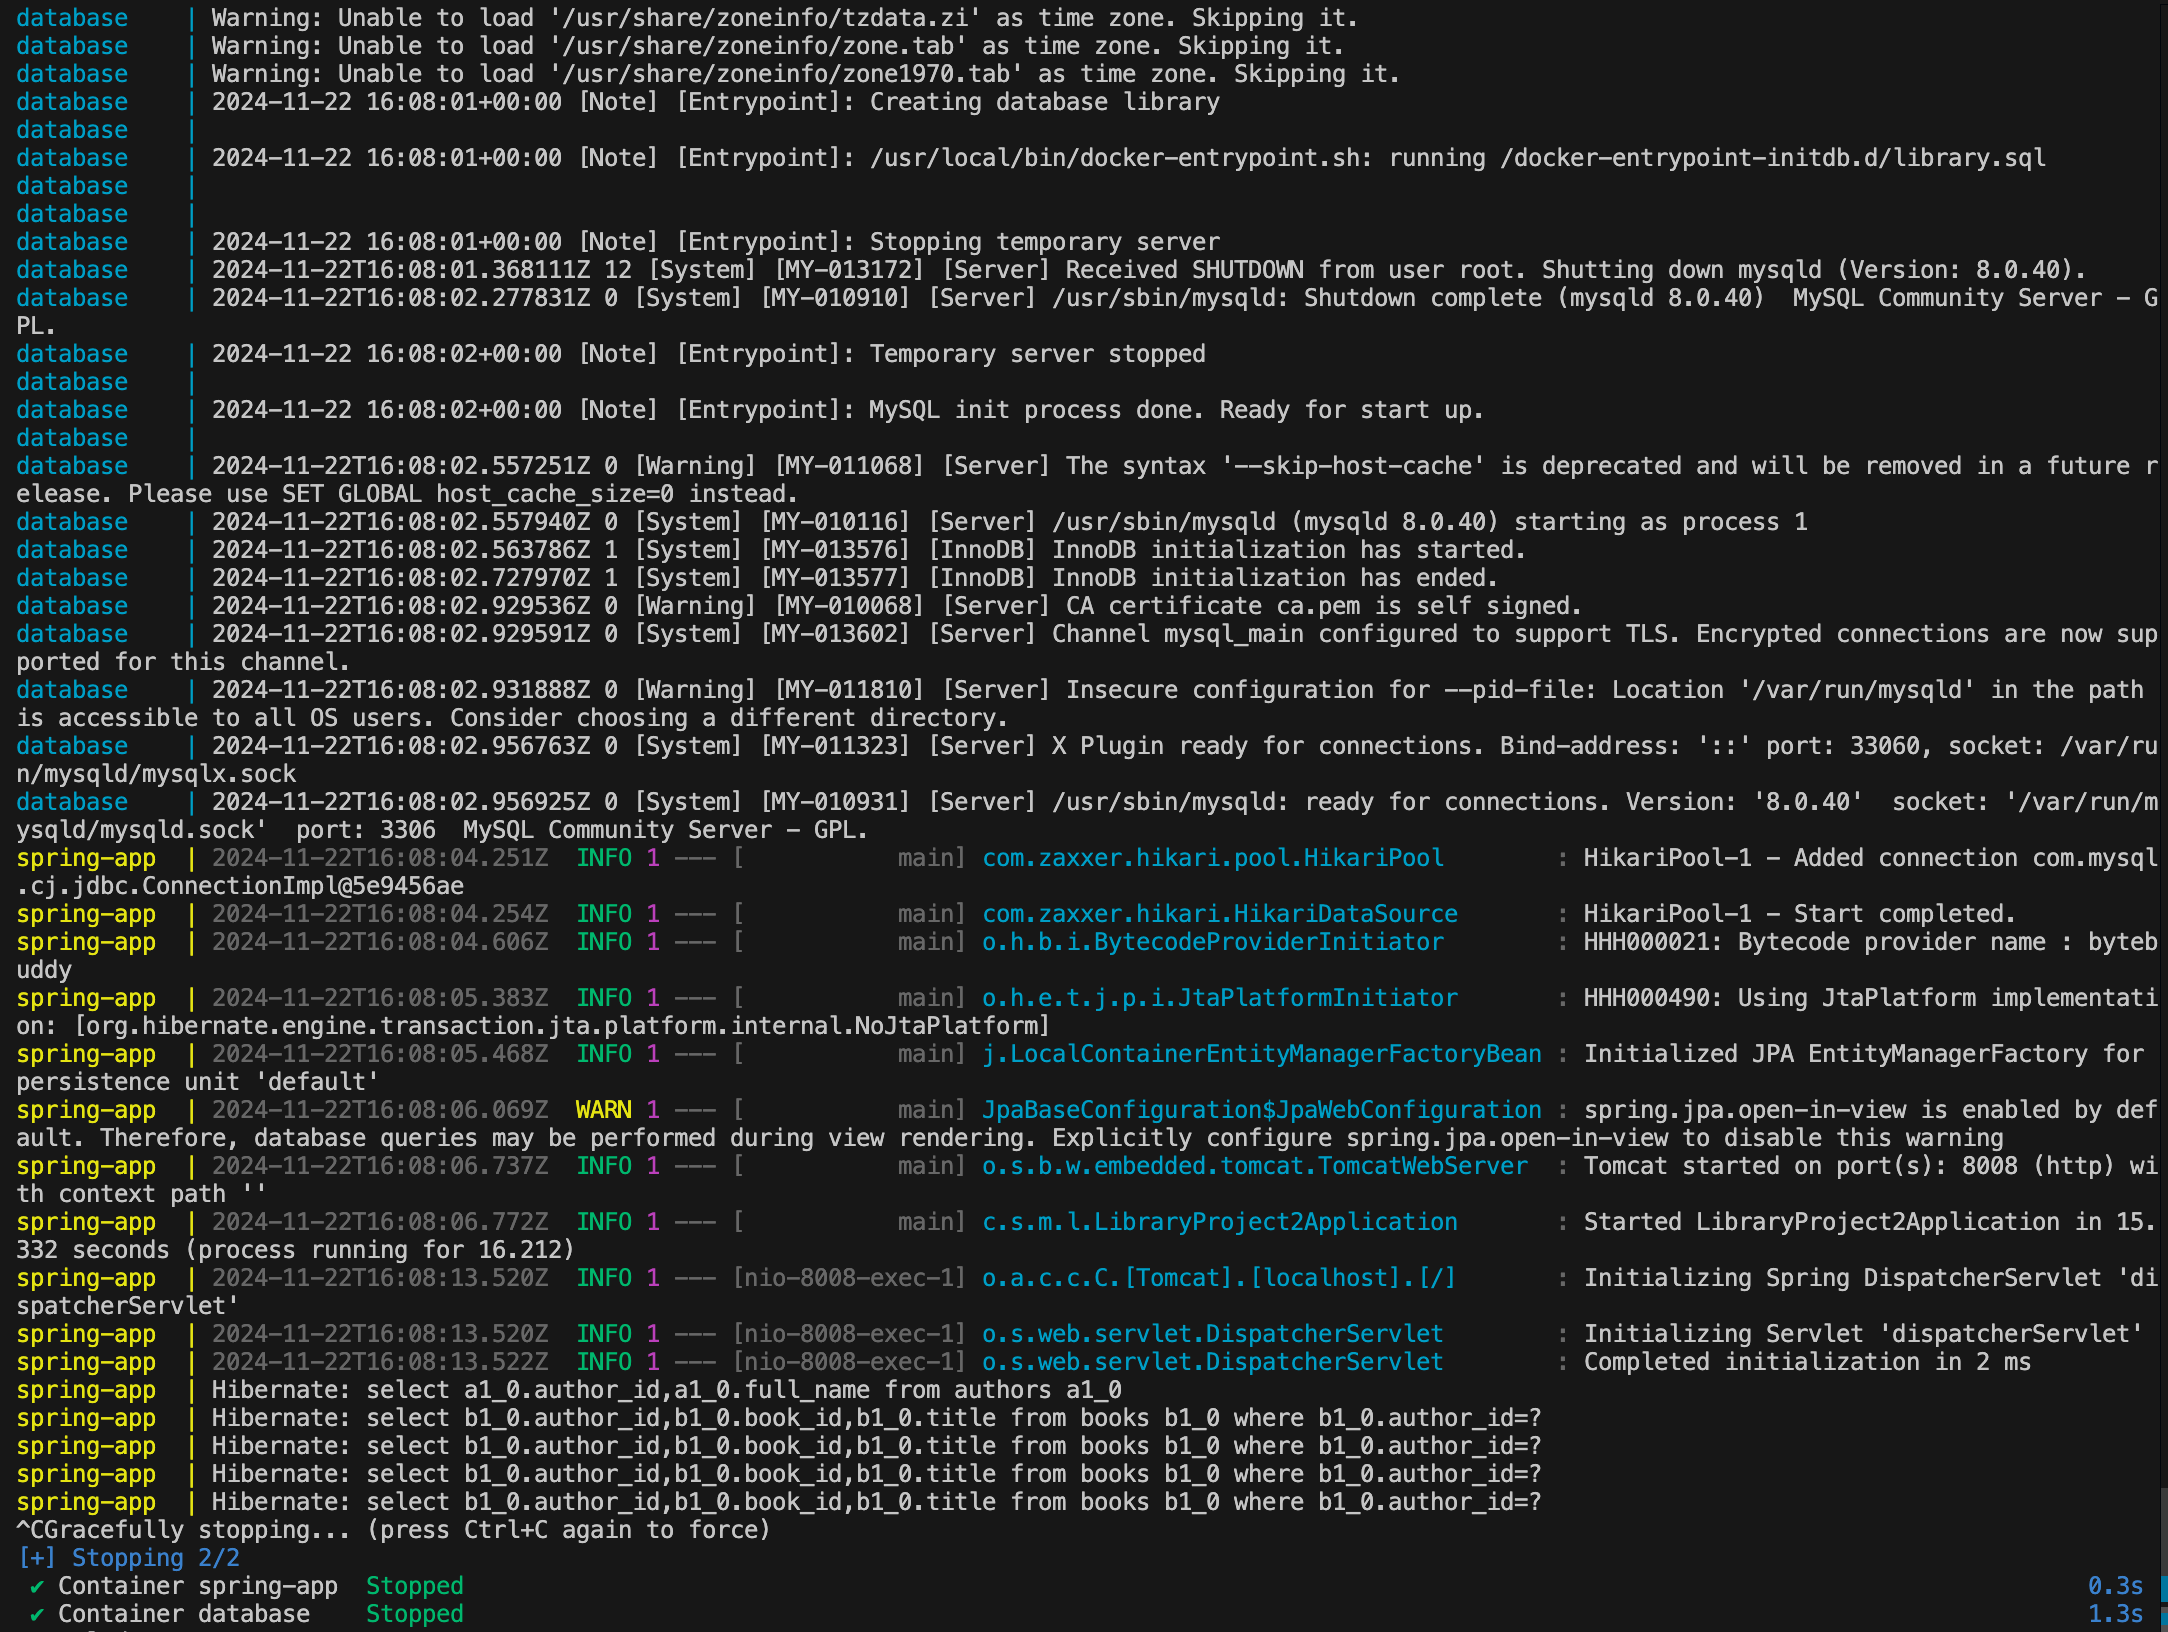 database    | Warning: Unable to load '/usr/share/zoneinfo/tzdata.zi' as time zone. Skipping it.
database    | Warning: Unable to load '/usr/share/zoneinfo/zone.tab' as time zone. Skipping it.
database    | Warning: Unable to load '/usr/share/zoneinfo/zone1970.tab' as time zone. Skipping it.
database    | 2024-11-22 16:08:01+00:00 [Note] [Entrypoint]: Creating database library
database    |
database    | 2024-11-22 16:08:01+00:00 [Note] [Entrypoint]: /usr/local/bin/docker-entrypoint.sh: running /docker-entrypoint-initdb.d/library.sql
database    |
database    |
database    | 2024-11-22 16:08:01+00:00 [Note] [Entrypoint]: Stopping temporary server
database    | 2024-11-22T16:08:01.368111Z 12 [System] [MY-013172] [Server] Received SHUTDOWN from user root. Shutting down mysqld (Version: 8.0.40).
database    | 2024-11-22T16:08:02.277831Z 0 [System] [MY-010910] [Server] /usr/sbin/mysqld: Shutdown complete (mysqld 8.0.40)  MySQL Community Server - G
PL.
database    | 2024-11-22 16:08:02+00:00 [Note] [Entrypoint]: Temporary server stopped
database    |
database    | 2024-11-22 16:08:02+00:00 [Note] [Entrypoint]: MySQL init process done. Ready for start up.
database    |
database    | 2024-11-22T16:08:02.557251Z 0 [Warning] [MY-011068] [Server] The syntax '--skip-host-cache' is deprecated and will be removed in a future r
elease. Please use SET GLOBAL host_cache_size=0 instead.
database    | 2024-11-22T16:08:02.557940Z 0 [System] [MY-010116] [Server] /usr/sbin/mysqld (mysqld 8.0.40) starting as process 1
database    | 2024-11-22T16:08:02.563786Z 1 [System] [MY-013576] [InnoDB] InnoDB initialization has started.
database    | 2024-11-22T16:08:02.727970Z 1 [System] [MY-013577] [InnoDB] InnoDB initialization has ended.
database    | 2024-11-22T16:08:02.929536Z 0 [Warning] [MY-010068] [Server] CA certificate ca.pem is self signed.
database    | 2024-11-22T16:08:02.929591Z 0 [System] [MY-013602] [Server] Channel mysql_main configured to support TLS. Encrypted connections are now sup
ported for this channel.
database    | 2024-11-22T16:08:02.931888Z 0 [Warning] [MY-011810] [Server] Insecure configuration for --pid-file: Location '/var/run/mysqld' in the path
is accessible to all OS users. Consider choosing a different directory.
database    | 2024-11-22T16:08:02.956763Z 0 [System] [MY-011323] [Server] X Plugin ready for connections. Bind-address: '::' port: 33060, socket: /var/ru
n/mysqld/mysqlx.sock
database    | 2024-11-22T16:08:02.956925Z 0 [System] [MY-010931] [Server] /usr/sbin/mysqld: ready for connections. Version: '8.0.40'  socket: '/var/run/m
ysqld/mysqld.sock'  port: 3306  MySQL Community Server - GPL.
spring-app  | 2024-11-22T16:08:04.251Z  INFO 1 --- [           main] com.zaxxer.hikari.pool.HikariPool        : HikariPool-1 - Added connection com.mysql
.cj.jdbc.ConnectionImpl@5e9456ae
spring-app  | 2024-11-22T16:08:04.254Z  INFO 1 --- [           main] com.zaxxer.hikari.HikariDataSource       : HikariPool-1 - Start completed.
spring-app  | 2024-11-22T16:08:04.606Z  INFO 1 --- [           main] o.h.b.i.BytecodeProviderInitiator        : HHH000021: Bytecode provider name : byteb
uddy
spring-app  | 2024-11-22T16:08:05.383Z  INFO 1 --- [           main] o.h.e.t.j.p.i.JtaPlatformInitiator       : HHH000490: Using JtaPlatform implementati
on: [org.hibernate.engine.transaction.jta.platform.internal.NoJtaPlatform]
spring-app  | 2024-11-22T16:08:05.468Z  INFO 1 --- [           main] j.LocalContainerEntityManagerFactoryBean : Initialized JPA EntityManagerFactory for
persistence unit 'default'
spring-app  | 2024-11-22T16:08:06.069Z  WARN 1 --- [           main] JpaBaseConfiguration$JpaWebConfiguration : spring.jpa.open-in-view is enabled by def
ault. Therefore, database queries may be performed during view rendering. Explicitly configure spring.jpa.open-in-view to disable this warning
spring-app  | 2024-11-22T16:08:06.737Z  INFO 1 --- [           main] o.s.b.w.embedded.tomcat.TomcatWebServer  : Tomcat started on port(s): 8008 (http) wi
th context path ''
spring-app  | 2024-11-22T16:08:06.772Z  INFO 1 --- [           main] c.s.m.l.LibraryProject2Application       : Started LibraryProject2Application in 15.
332 seconds (process running for 16.212)
spring-app  | 2024-11-22T16:08:13.520Z  INFO 1 --- [nio-8008-exec-1] o.a.c.c.C.[Tomcat].[localhost].[/]       : Initializing Spring DispatcherServlet 'di
spatcherServlet'
spring-app  | 2024-11-22T16:08:13.520Z  INFO 1 --- [nio-8008-exec-1] o.s.web.servlet.DispatcherServlet        : Initializing Servlet 'dispatcherServlet'
spring-app  | 2024-11-22T16:08:13.522Z  INFO 1 --- [nio-8008-exec-1] o.s.web.servlet.DispatcherServlet        : Completed initialization in 2 ms
spring-app  | Hibernate: select a1_0.author_id,a1_0.full_name from authors a1_0
spring-app  | Hibernate: select b1_0.author_id,b1_0.book_id,b1_0.title from books b1_0 where b1_0.author_id=?
spring-app  | Hibernate: select b1_0.author_id,b1_0.book_id,b1_0.title from books b1_0 where b1_0.author_id=?
spring-app  | Hibernate: select b1_0.author_id,b1_0.book_id,b1_0.title from books b1_0 where b1_0.author_id=?
spring-app  | Hibernate: select b1_0.author_id,b1_0.book_id,b1_0.title from books b1_0 where b1_0.author_id=?
^CGracefully stopping... (press Ctrl+C again to force)
[+] Stopping 2/2
 ✔ Container spring-app  Stopped 0.3s
 ✔ Container database    Stopped 1.3s